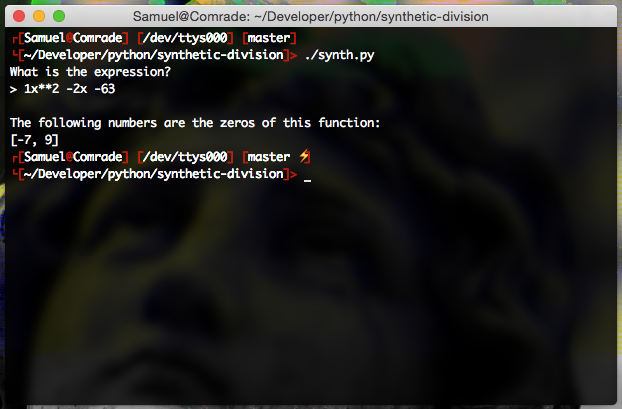 Samuel@Comrade: ~/Developer/python/synthetic-division
┌[Samuel@Comrade] [/dev/ttys000] [master]
└[~/Developer/python/synthetic-division]> ./synth.py
What is the expression?
> 1x**2 -2x -63
The following numbers are the zeros of this function:
[-7, 9]
┌[Samuel@Comrade] [/dev/ttys000] [master ⚡]
└[~/Developer/python/synthetic-division]> _